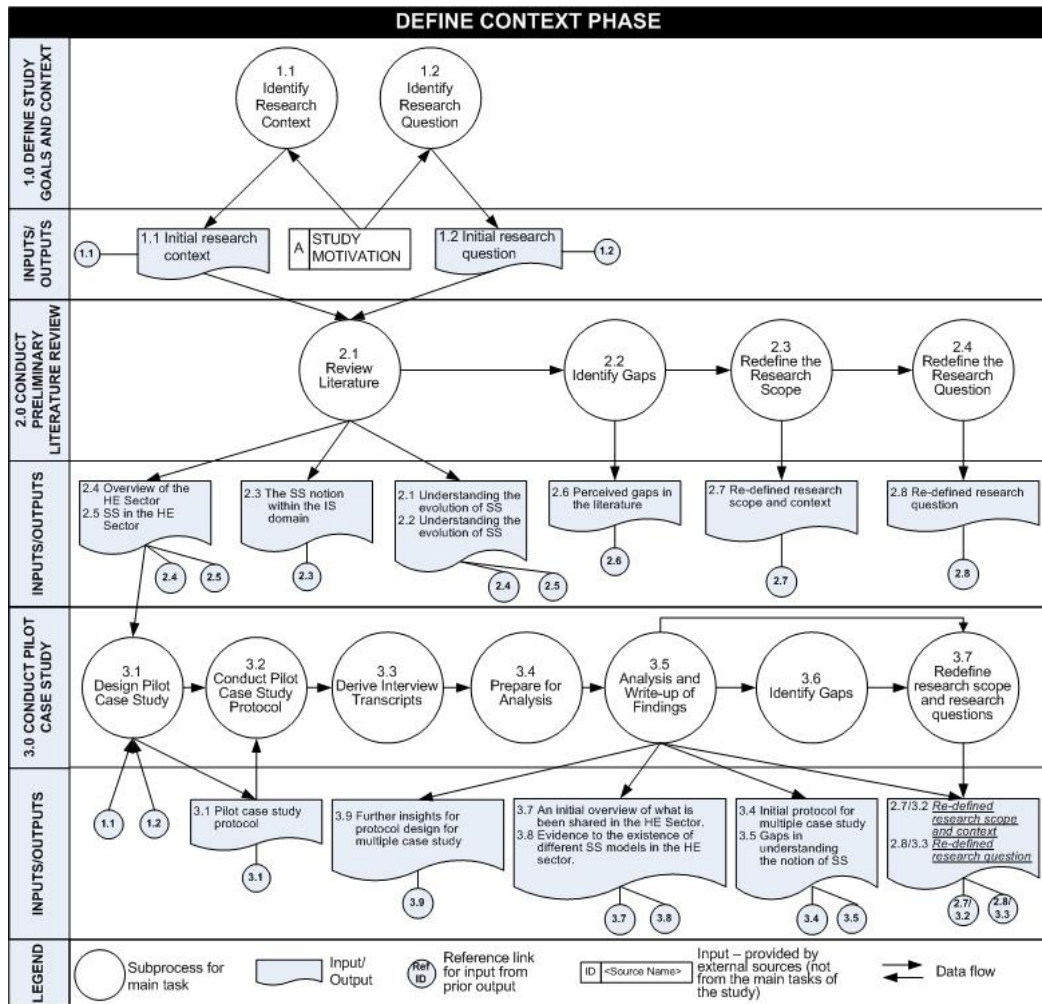 DEFINE CONTEXT PHASE
1.0 DEFINE STUDY
GOALS AND CONTEXT
1.1
Identify
Research
Context
1.2
Identify
Research
Question
INPUTS/
OUTPUTS
1.1
1.1 Initial research
context
A
STUDY
MOTIVATION
1.2 Initial research
question
1.2
2.0 CONDUCT
PRELIMINARY
LITERATURE REVIEW
2.1
Review
Literature
2.2
Identify Gaps
2.3
Redefine the
Research
Scope
2.4
Redefine the
Research
Question
INPUTS/OUTPUTS
2.4 Overview of the
HE Sector
2.5 SS in the HE
Sector
2.4
2.5
2.3 The SS notion
within the IS
domain
2.3
2.1 Understanding the
evolution of SS
2.2 Understanding the
evolution of SS
2.4
2.5
2.6 Perceived gaps in
the literature
2.6
2.7 Re-defined research
scope and context
2.7
2.8 Re-defined research
question
2.8
3.0 CONDUCT PILOT
CASE STUDY
3.1
Design Pilot
Case Study
3.2
Conduct Pilot
Case Study
Protocol
3.3
Derive Interview
Transcripts
3.4
Prepare for
Analysis
3.5
Analysis and
Write-up of
Findings
3.6
Identify Gaps
3.7
Redefine
research scope
and research
questions
INPUTS/OUTPUTS
1.1
1.2
3.1 Pilot case study
protocol
3.1
3.9 Further insights for
protocol design for
multiple case study
3.9
3.7 An initial overview of what is
been shared in the HE Sector.
3.8 Evidence to the existence of
different SS models in the HE
sector.
3.7
3.8
3.4 Initial protocol for
multiple case study
3.5 Gaps in
understanding
the notion of SS
3.4
3.5
2.7/3.2 Re-defined
research scope
and context
2.8/3.3 Re-defined
research question
2.7/
3.2
2.8/
3.3
LEGEND
Subprocess for
main task
Input/
Output
Ref
ID
Reference link
for input from
prior output
ID <Source Name>
Input – provided by
external sources (not
from the main tasks of
the study)
Data flow